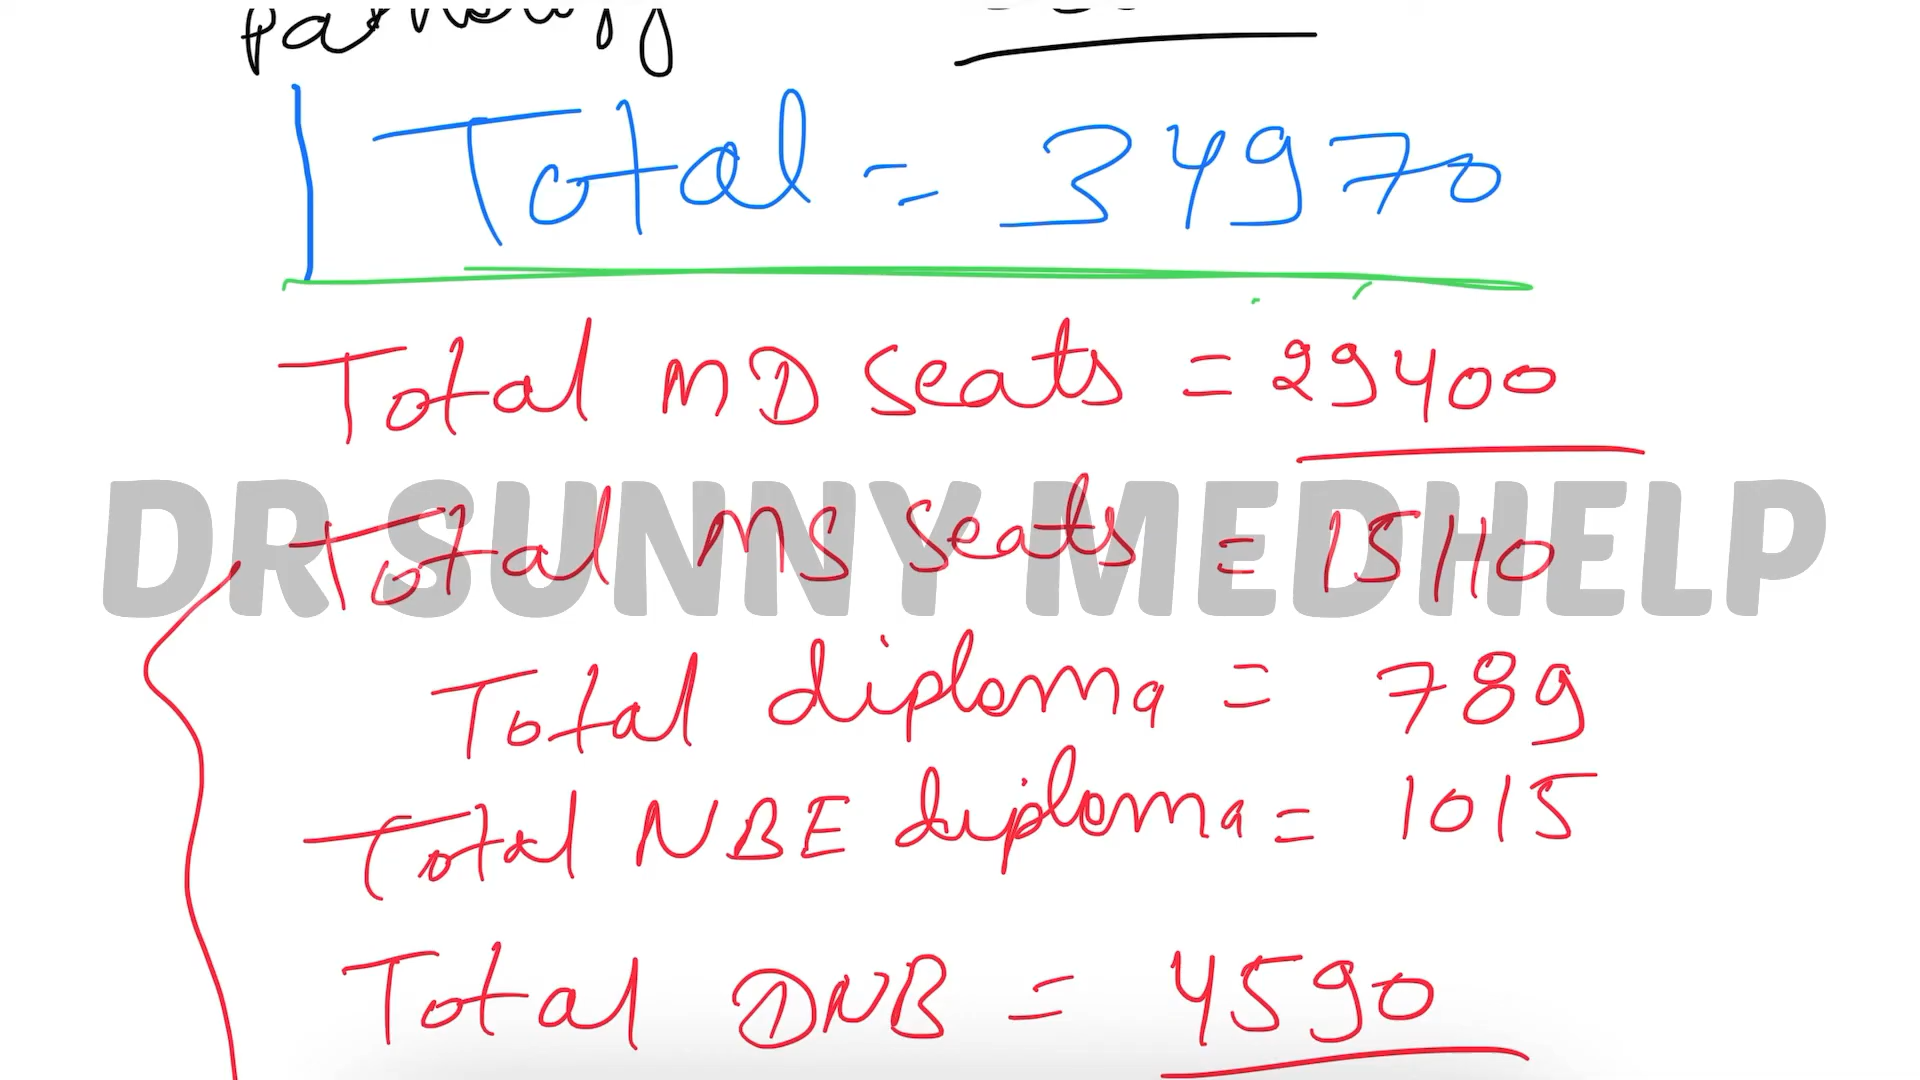 pathology
Total = 34970
Total MD seats = 29400
Total MS seats = 15110
DR SUNNY MEDHELP
Total diploma = 789
Total NBE diploma = 1015
Total DNB = 4590